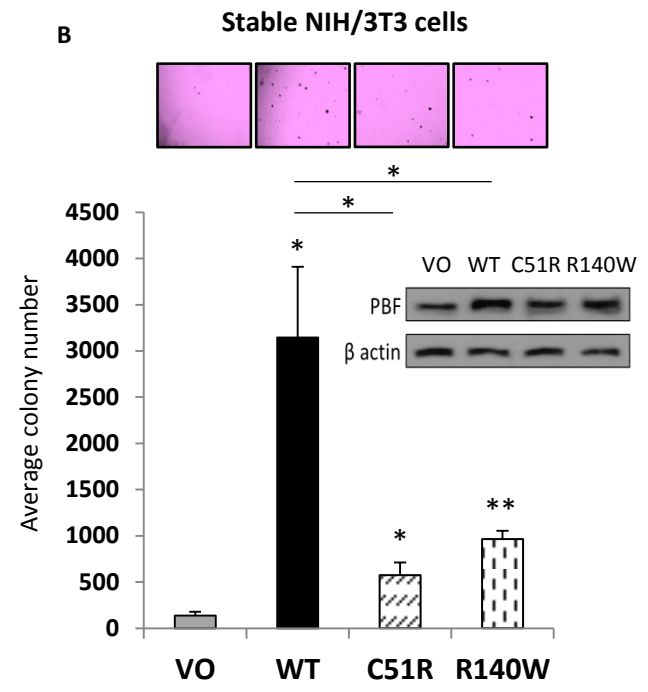 B
Stable NIH/3T3 cells
*
*
4500
4000
3500
3000
2500
2000
1500
1000
500
0
Average colony number
*
*
**
VO WT C51R R140W
PBF
β actin
VO WT C51R R140W